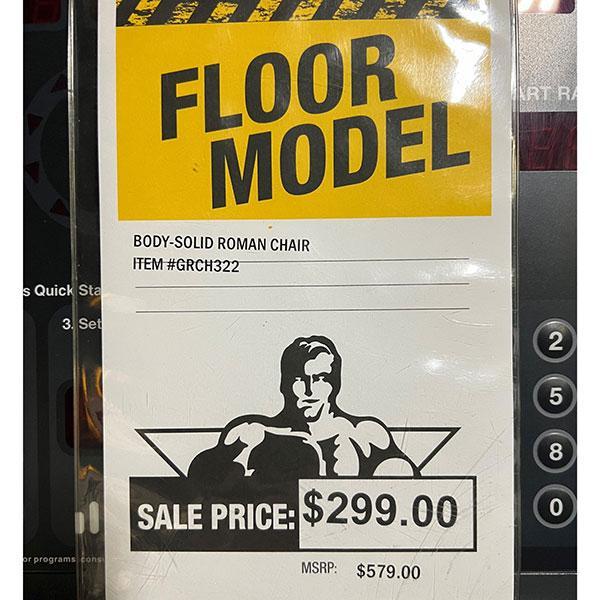 FLOOR
MODEL
ART RA
BODY-SOLID ROMAN CHAIR
ITEM #GRCH322
s Quick Sta
3. Set
2
5
8
0
SALE PRICE: $299.00
or programs cons
MSRP: $579.00